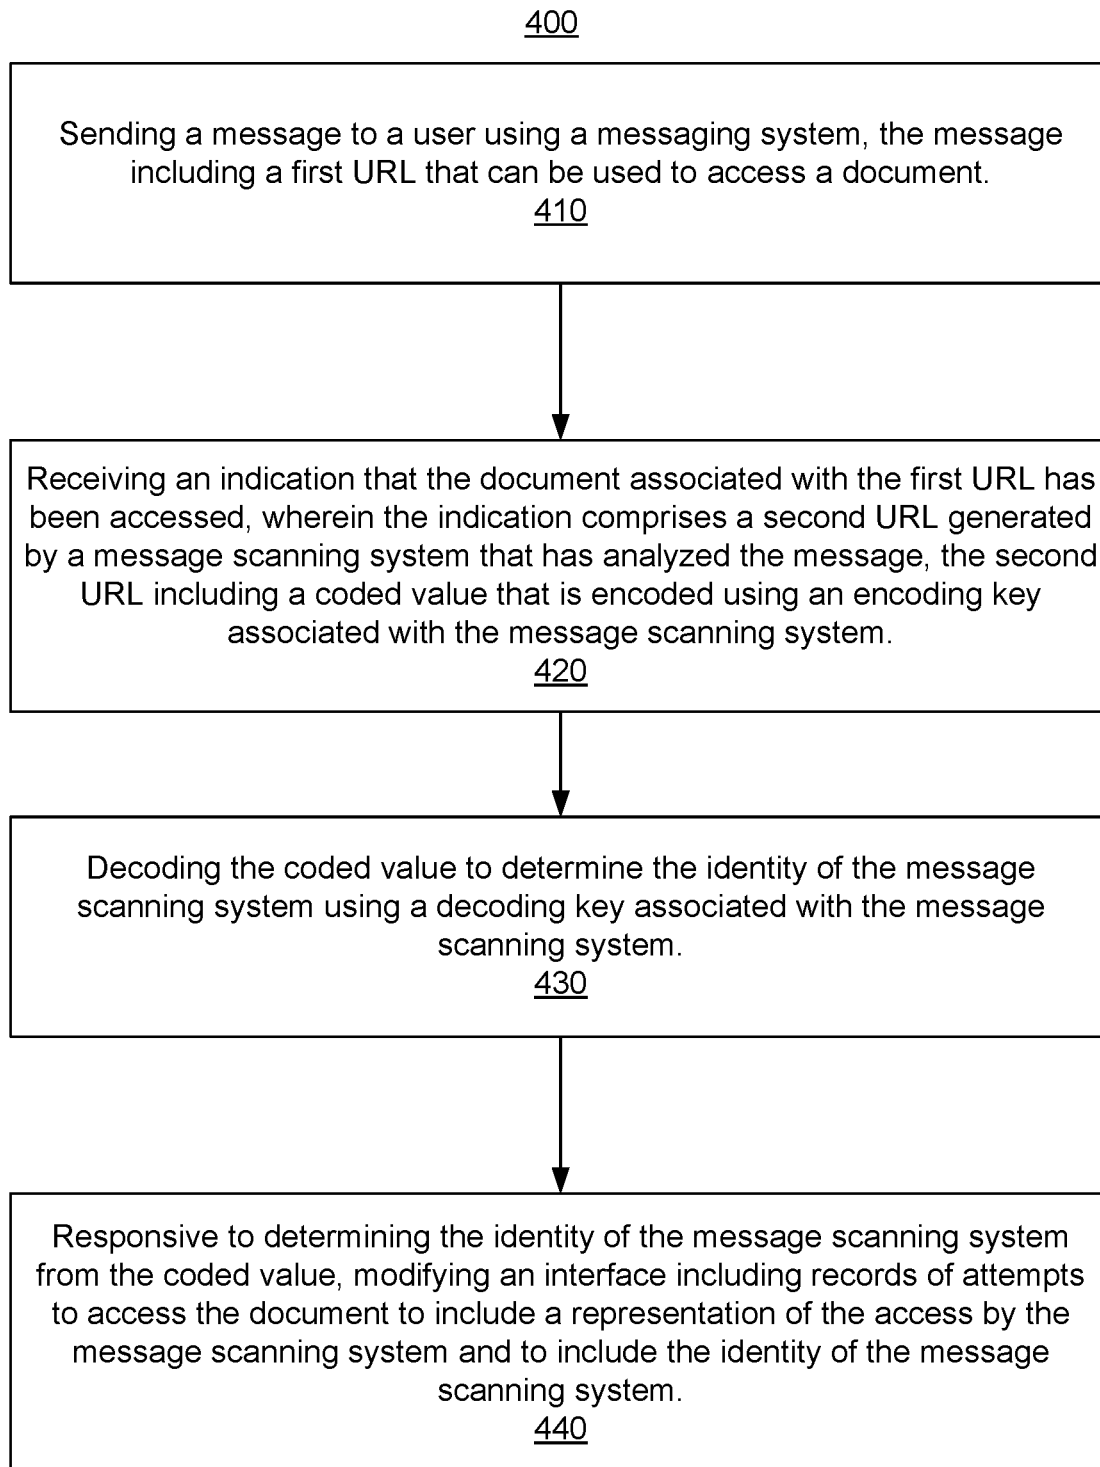 400
Sending a message to a user using a messaging system, the message
including a first URL that can be used to access a document.
410
Receiving an indication that the document associated with the first URL has
been accessed, wherein the indication comprises a second URL generated
by a message scanning system that has analyzed the message, the second
URL including a coded value that is encoded using an encoding key
associated with the message scanning system.
420
Decoding the coded value to determine the identity of the message
scanning system using a decoding key associated with the message
scanning system.
430
Responsive to determining the identity of the message scanning system
from the coded value, modifying an interface including records of attempts
to access the document to include a representation of the access by the
message scanning system and to include the identity of the message
scanning system.
440